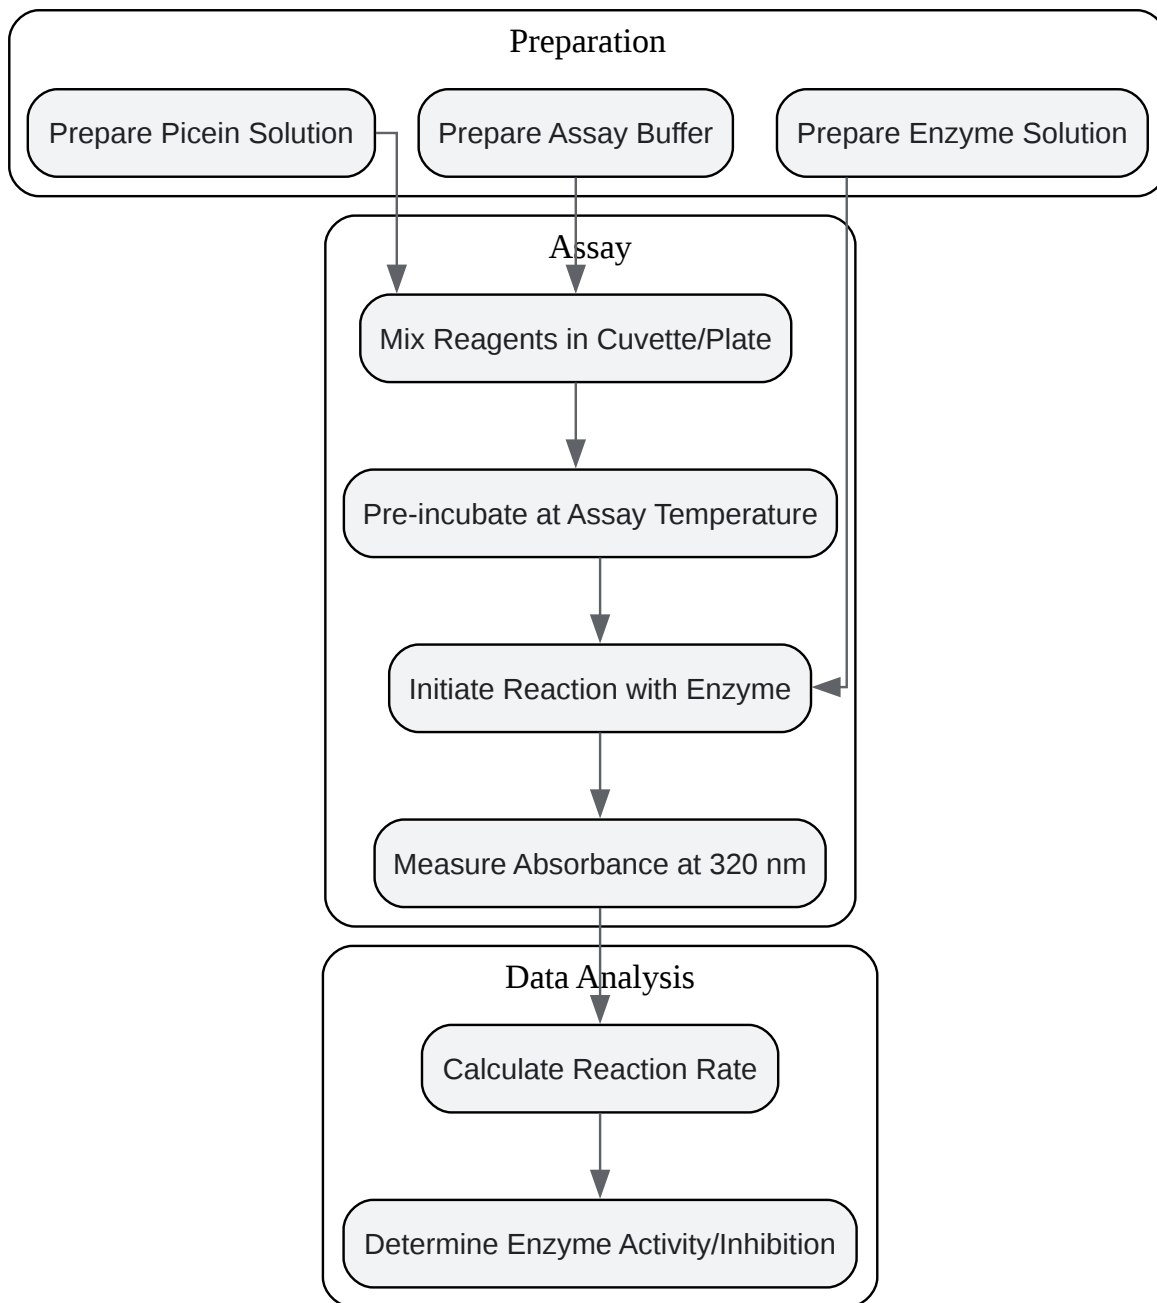 Preparation
Prepare Picein Solution
Prepare Assay Buffer
Prepare Enzyme Solution
Assay
Mix Reagents in Cuvette/Plate
Pre-incubate at Assay Temperature
Initiate Reaction with Enzyme
Measure Absorbance at 320 nm
Data Analysis
Calculate Reaction Rate
Determine Enzyme Activity/Inhibition